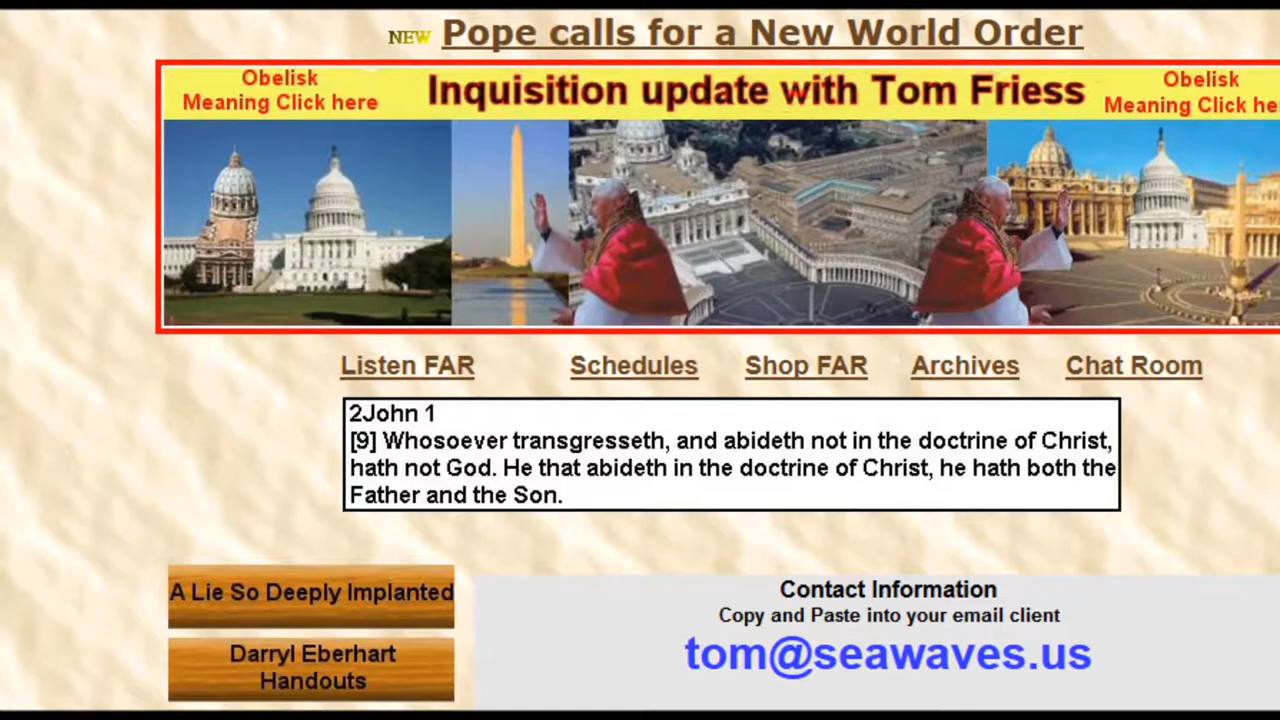 NEW Pope calls for a New World Order
Obelisk
Meaning Click here
Inquisition update with Tom Friess
Obelisk
Meaning Click he
Listen FAR Schedules Shop FAR Archives Chat Room
2John 1
[9] Whosoever transgresseth, and abideth not in the doctrine of Christ,
hath not God. He that abideth in the doctrine of Christ, he hath both the
Father and the Son.
A Lie So Deeply Implanted
Darryl Eberhart
Handouts
Contact Information
Copy and Paste into your email client
tom@seawaves.us